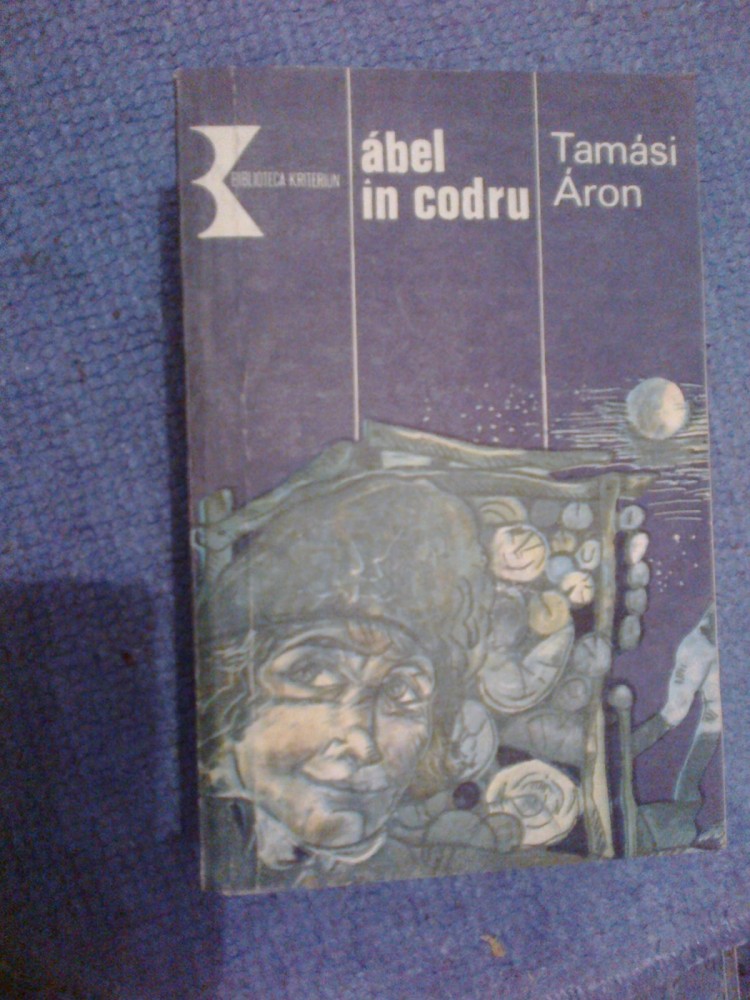 BIBLIOTECA KRITERION
ábel
în codru
Tamási
Áron